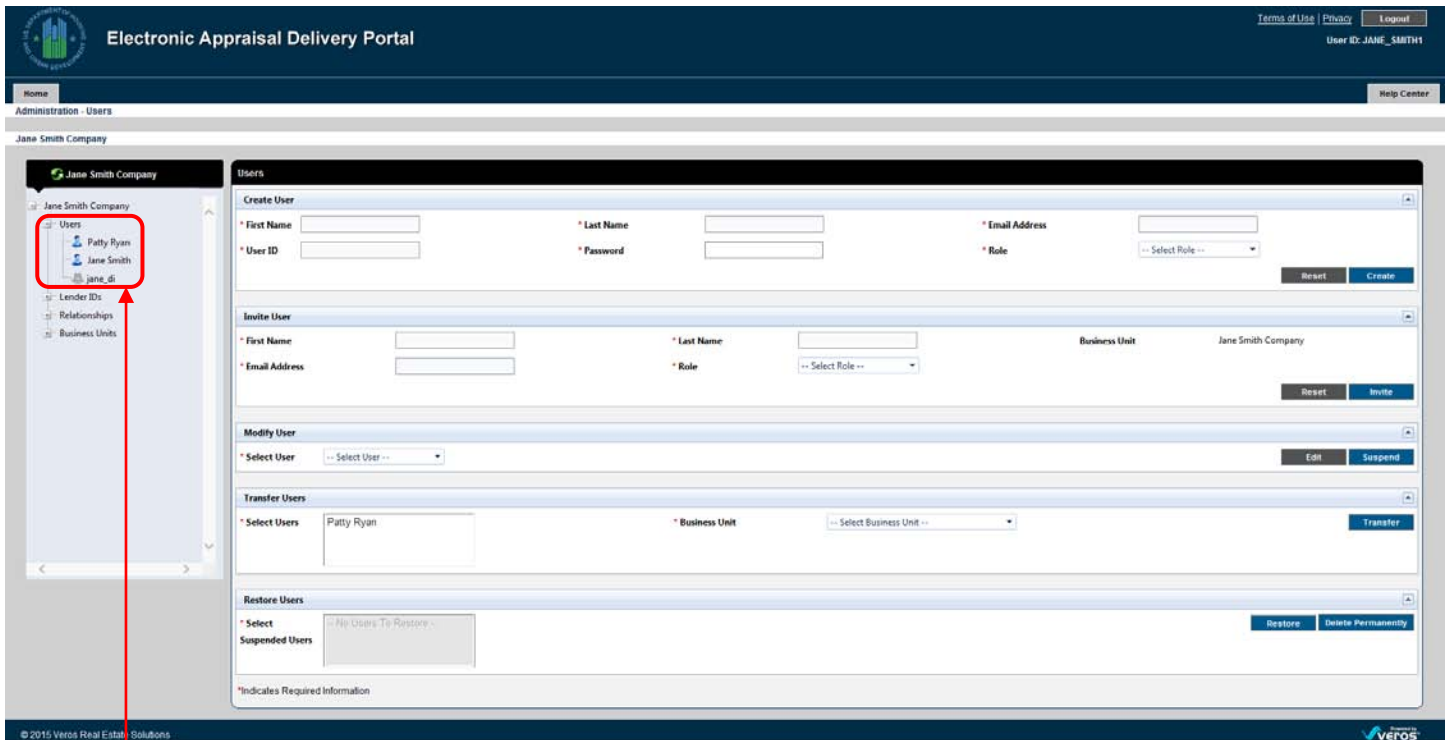 Terms of Use | Privacy Logout
Electronic Appraisal Delivery Portal
User ID: JANE_SMITH1
Home Help Center
Administration - Users
Jane Smith Company
Jane Smith Company
Jane Smith Company
Users
Patty Ryan
Jane Smith
jane_di
Lender IDs
Relationships
Business Units
Users
Create User
* First Name * Last Name * Email Address
* User ID * Password * Role -- Select Role --
Reset Create
Invite User
* First Name * Last Name Business Unit Jane Smith Company
* Email Address * Role -- Select Role --
Reset Invite
Modify User
* Select User -- Select User -- Edit Suspend
Transfer Users
* Select Users Patty Ryan * Business Unit -- Select Business Unit -- Transfer
Restore Users
* Select Suspended Users - No Users To Restore - Restore Delete Permanently
*Indicates Required Information
© 2015 Veros Real Estate Solutions
Powered by
veros